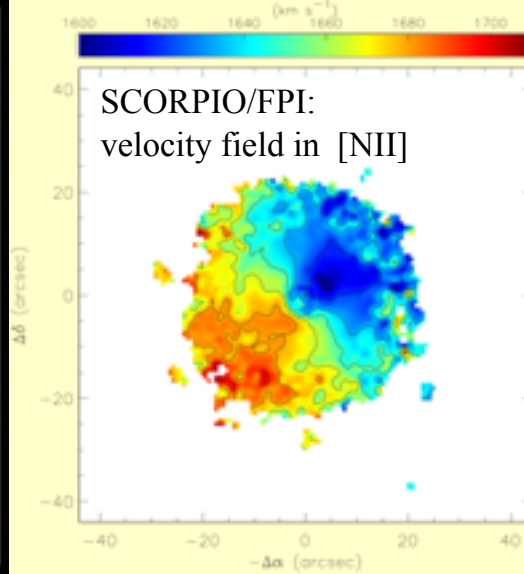 (km s⁻¹)
1600 1620 1640 1660 1680 1700
SCORPIO/FPI:
velocity field in [NII]
40
20
0
−20
−40
Δδ (arcsec)
−40 −20 0 20 40
−Δα (arcsec)